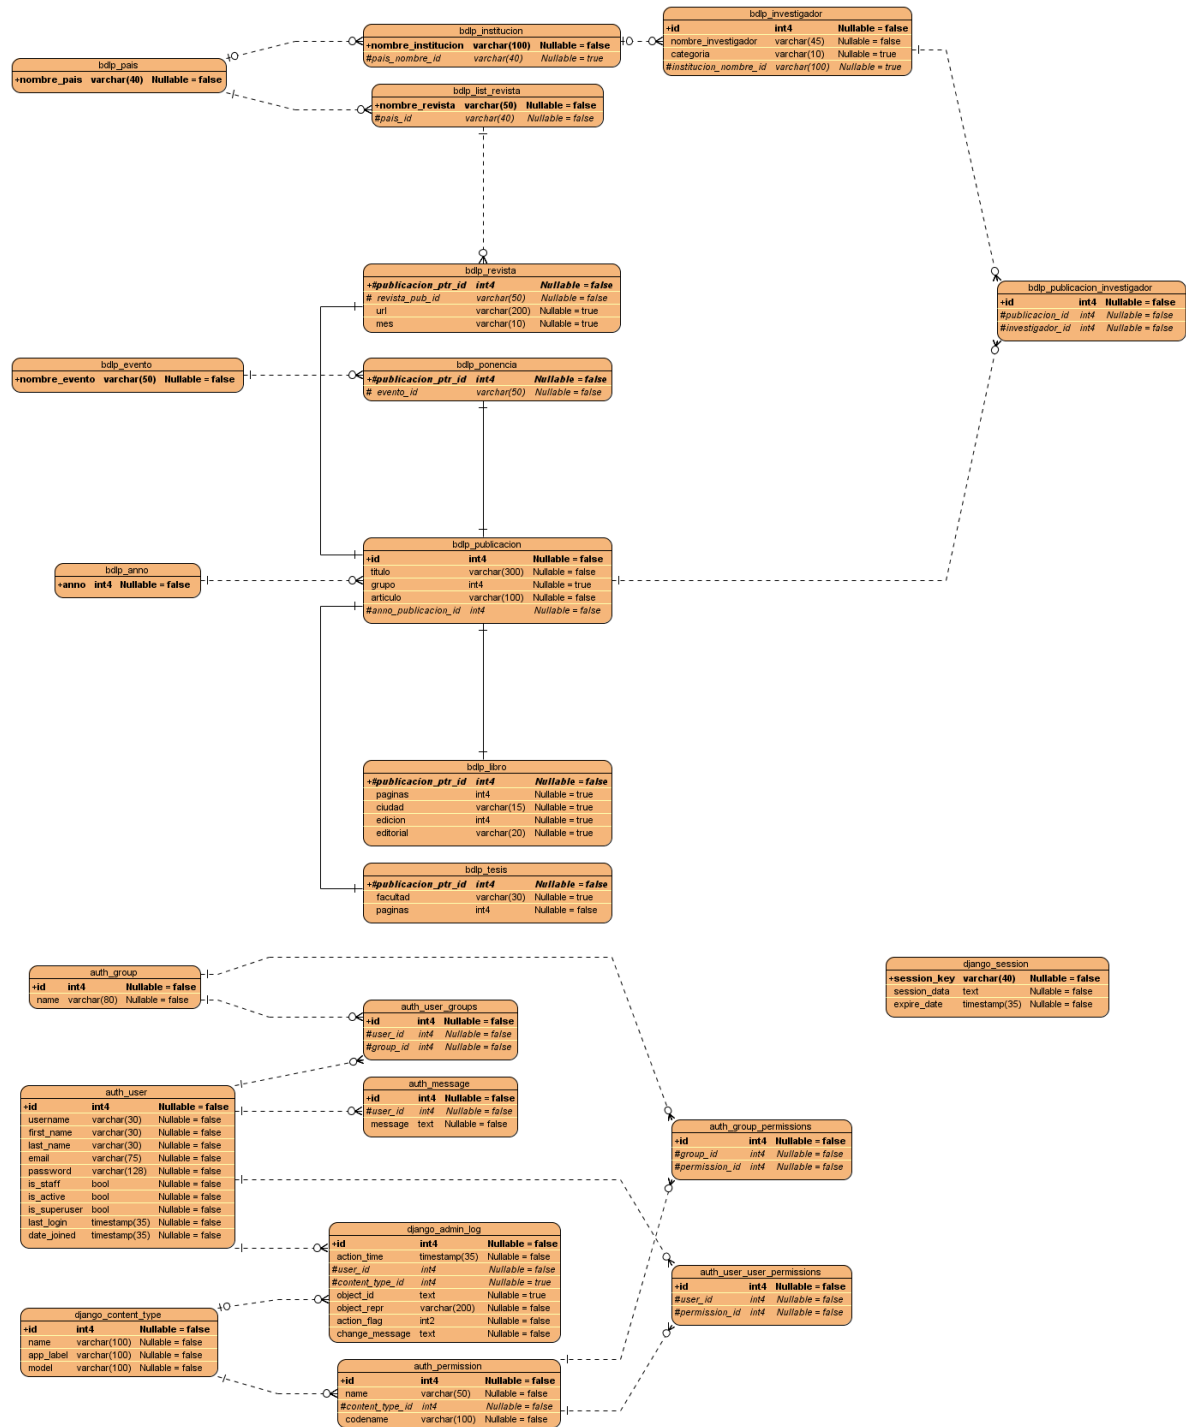 bdlp_pais
+nombre_pais varchar(40) Nullable = false
bdlp_institucion
+nombre_institucion varchar(100) Nullable = false
#pais_nombre_id varchar(40) Nullable = true
bdlp_investigador
+id int4 Nullable = false
nombre_investigador varchar(45) Nullable = false
categoria varchar(10) Nullable = true
#institucion_nombre_id varchar(100) Nullable = true
bdlp_list_revista
+nombre_revista varchar(50) Nullable = false
#pais_id varchar(40) Nullable = false
bdlp_revista
+#publicacion_ptr_id int4 Nullable = false
# revista_pub_id varchar(50) Nullable = false
url varchar(200) Nullable = true
mes varchar(10) Nullable = true
bdlp_publicacion_investigador
+id int4 Nullable = false
#publicacion_id int4 Nullable = false
#investigador_id int4 Nullable = false
bdlp_evento
+nombre_evento varchar(50) Nullable = false
bdlp_ponencia
+#publicacion_ptr_id int4 Nullable = false
# evento_id varchar(50) Nullable = false
bdlp_anno
+anno int4 Nullable = false
bdlp_publicacion
+id int4 Nullable = false
titulo varchar(300) Nullable = false
grupo int4 Nullable = true
articulo varchar(100) Nullable = false
#anno_publicacion_id int4 Nullable = false
bdlp_libro
+#publicacion_ptr_id int4 Nullable = false
paginas int4 Nullable = true
ciudad varchar(15) Nullable = true
edicion int4 Nullable = true
editorial varchar(20) Nullable = true
bdlp_tesis
+#publicacion_ptr_id int4 Nullable = false
facultad varchar(30) Nullable = true
paginas int4 Nullable = false
auth_group
+id int4 Nullable = false
name varchar(80) Nullable = false
django_session
+session_key varchar(40) Nullable = false
session_data text Nullable = false
expire_date timestamp(35) Nullable = false
auth_user_groups
+id int4 Nullable = false
#user_id int4 Nullable = false
#group_id int4 Nullable = false
auth_message
+id int4 Nullable = false
#user_id int4 Nullable = false
message text Nullable = false
auth_user
+id int4 Nullable = false
username varchar(30) Nullable = false
first_name varchar(30) Nullable = false
last_name varchar(30) Nullable = false
email varchar(75) Nullable = false
password varchar(128) Nullable = false
is_staff bool Nullable = false
is_active bool Nullable = false
is_superuser bool Nullable = false
last_login timestamp(35) Nullable = false
date_joined timestamp(35) Nullable = false
auth_group_permissions
+id int4 Nullable = false
#group_id int4 Nullable = false
#permission_id int4 Nullable = false
django_admin_log
+id int4 Nullable = false
action_time timestamp(35) Nullable = false
#user_id int4 Nullable = false
#content_type_id int4 Nullable = true
object_id text Nullable = true
object_repr varchar(200) Nullable = false
action_flag int2 Nullable = false
change_message text Nullable = false
auth_user_user_permissions
+id int4 Nullable = false
#user_id int4 Nullable = false
#permission_id int4 Nullable = false
django_content_type
+id int4 Nullable = false
name varchar(100) Nullable = false
app_label varchar(100) Nullable = false
model varchar(100) Nullable = false
auth_permission
+id int4 Nullable = false
name varchar(50) Nullable = false
#content_type_id int4 Nullable = false
codename varchar(100) Nullable = false